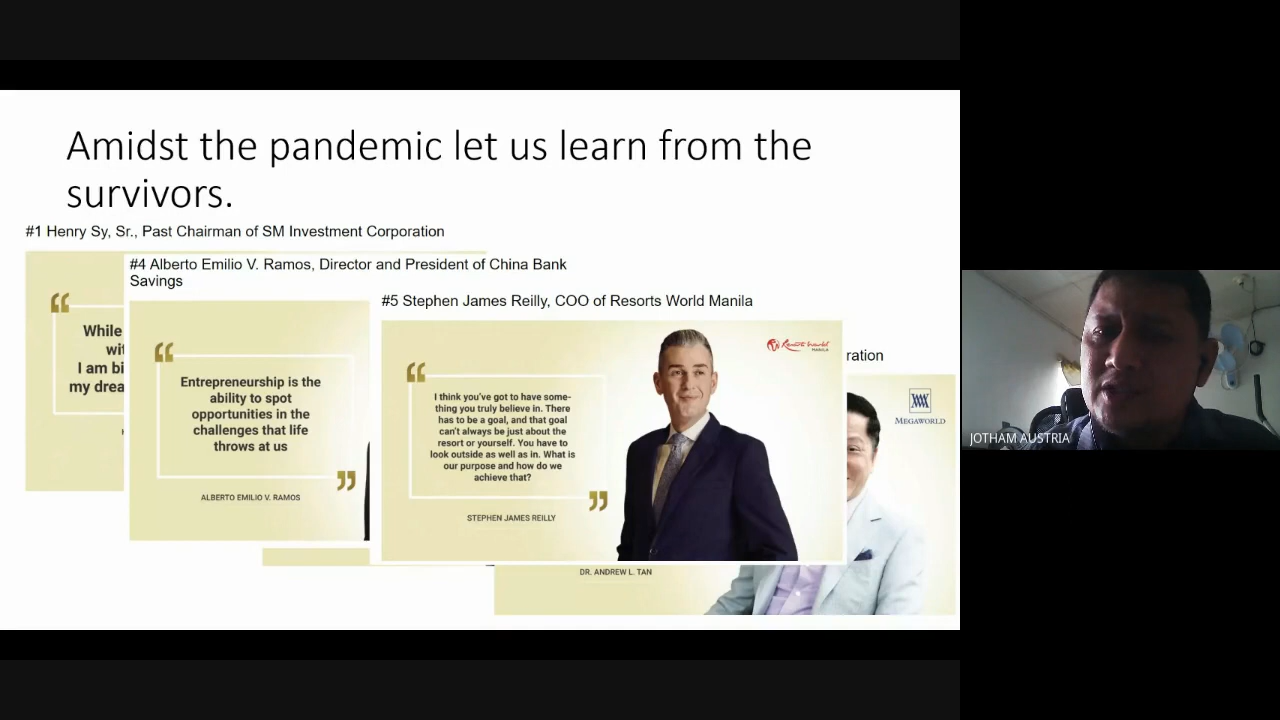 Amidst the pandemic let us learn from the
survivors.
#1 Henry Sy, Sr., Past Chairman of SM Investment Corporation
#4 Alberto Emilio V. Ramos, Director and President of China Bank
Savings
#5 Stephen James Reilly, COO of Resorts World Manila
ration
“
While
wit
I am bi
my drea
“
Entrepreneurship is the
ability to spot
opportunities in the
challenges that life
throws at us
”
ALBERTO EMILIO V. RAMOS
“
I think you've got to have some-
thing you truly believe in. There
has to be a goal, and that goal
can't always be just about the
resort or yourself. You have to
look outside as well as in. What is
our purpose and how do we
achieve that?
”
STEPHEN JAMES REILLY
Resorts World
MANILA
MEGAWORLD
DR. ANDREW L. TAN
JOTHAM AUSTRIA